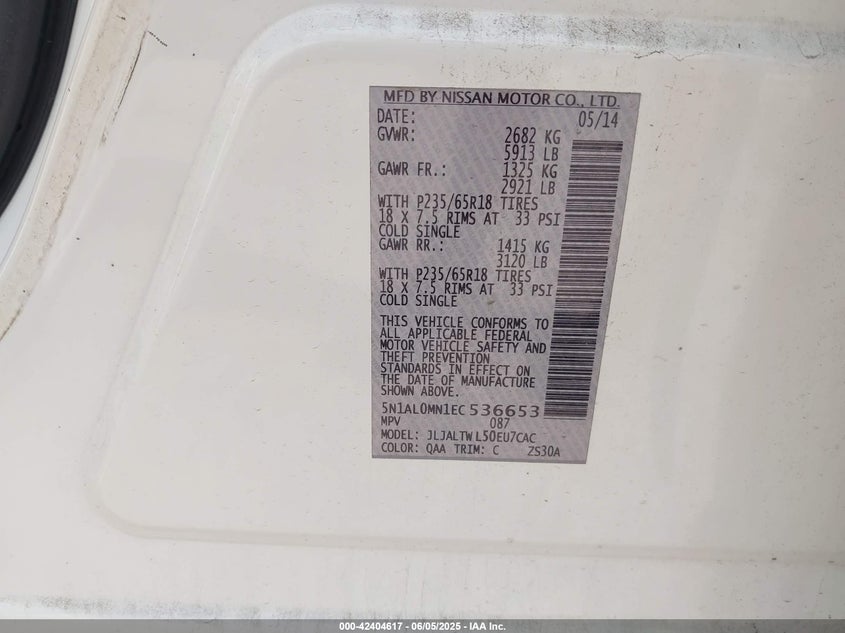 MFD BY NISSAN MOTOR CO., LTD.
DATE: 05/14
GVWR: 2682 KG
5913 LB
GAWR FR.: 1325 KG
2921 LB
WITH P235/65R18 TIRES
18 X 7.5 RIMS AT 33 PSI
COLD SINGLE
GAWR RR.: 1415 KG
3120 LB
WITH P235/65R18 TIRES
18 X 7.5 RIMS AT 33 PSI
COLD SINGLE
THIS VEHICLE CONFORMS TO
ALL APPLICABLE FEDERAL
MOTOR VEHICLE SAFETY AND
THEFT PREVENTION
STANDARDS IN EFFECT ON
THE DATE OF MANUFACTURE
SHOWN ABOVE.
5N1AL0MN1EC536653
MPV 087
MODEL: JLJALTWL50EU7CAC
COLOR: QAA TRIM: C ZS30A
000-42404617 - 06/05/2025 - IAA Inc.